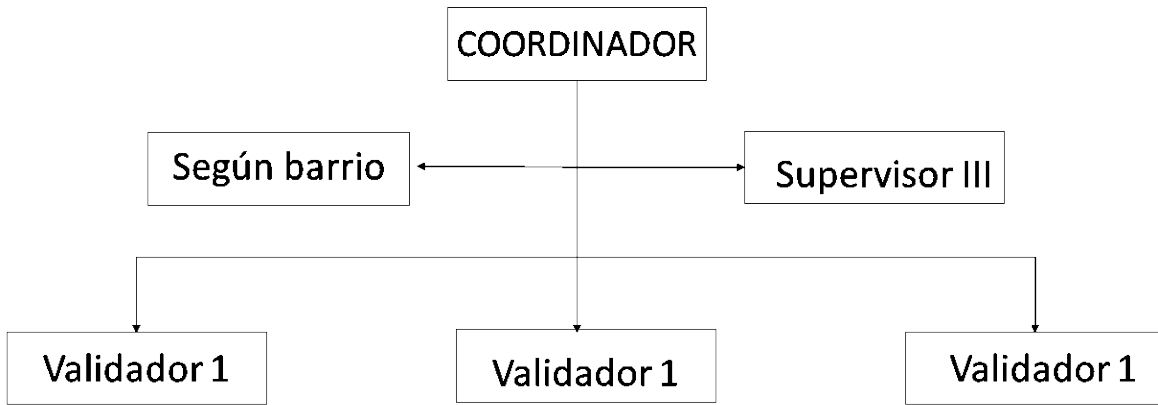 COORDINADOR
Según barrio
Supervisor III
Validador 1
Validador 1
Validador 1